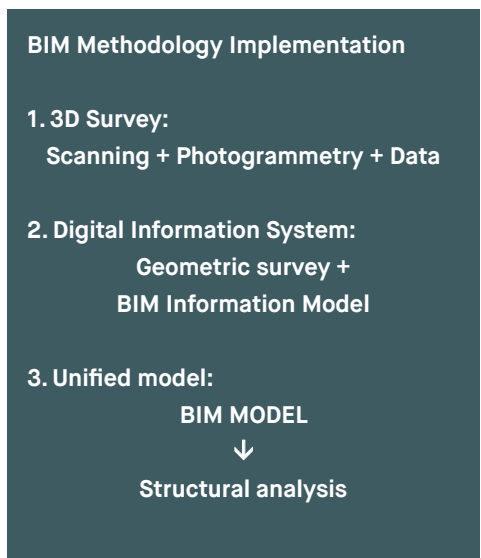 BIM Methodology Implementation
1. 3D Survey:
Scanning + Photogrammetry + Data
2. Digital Information System:
Geometric survey +
BIM Information Model
3. Unified model:
BIM MODEL
↓
Structural analysis